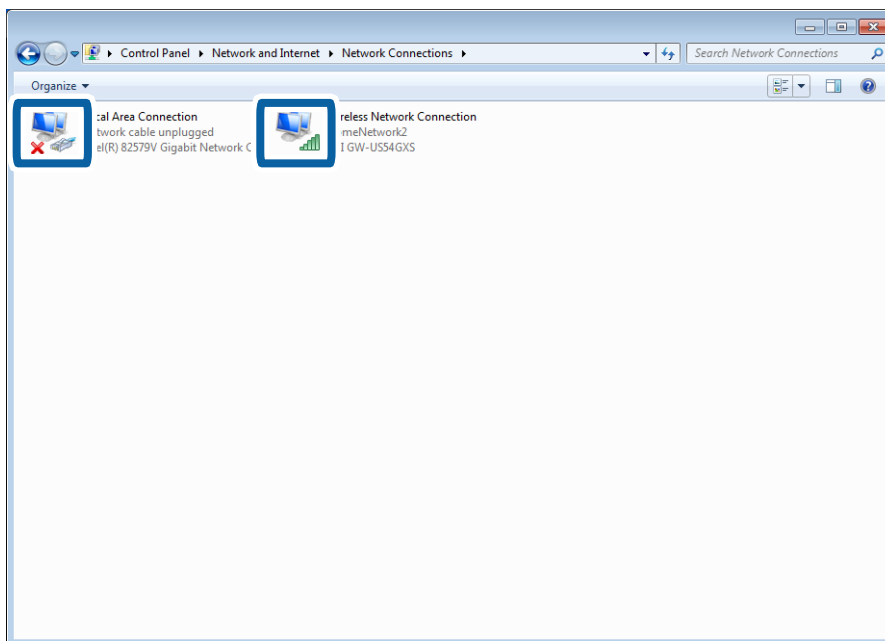 Control Panel Network and Internet Network Connections
Search Network Connections
Organize
cal Area Connection
twork cable unplugged
el(R) 82579V Gigabit Network C
reless Network Connection
omeNetwork2
I GW-US54GXS